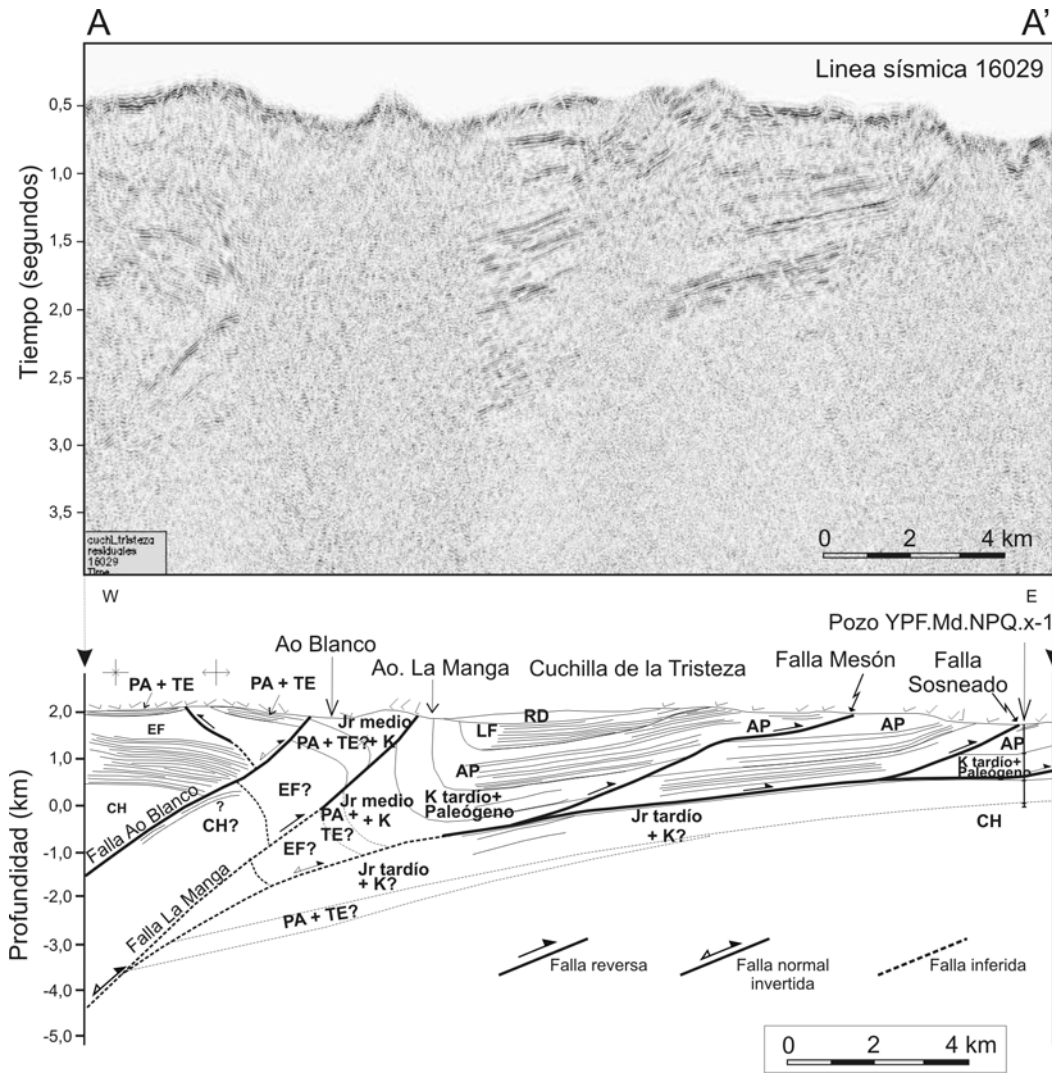 A
A'
Linea sísmica 16029
Tiempo (segundos)
0,5
1,0
1,5
2,0
2,5
3,0
3,5
cuchl_tristeza
residuales
16029
Time
0 2 4 km
W
E
Pozo YPF.Md.NPQ.x-1
Ao Blanco
Ao. La Manga
Cuchilla de la Tristeza
Falla Mesón
Falla
Sosneado
PA + TE
PA + TE
Profundidad (km)
2,0
1,0
0,0
-1,0
-2,0
-3,0
-4,0
-5,0
EF
CH
Falla Ao Blanco
?
CH?
EF?
Jr medio
+ K
PA + TE?
Jr medio
+ K
PA +
TE?
EF?
Falla La Manga
LF
RD
AP
K tardío+
Paleógeno
AP
AP
AP
K tardío+
Paleógeno
Jr tardío
+ K?
CH
Jr tardío
+ K?
PA + TE?
Falla reversa
Falla normal
invertida
Falla inferida
0 2 4 km